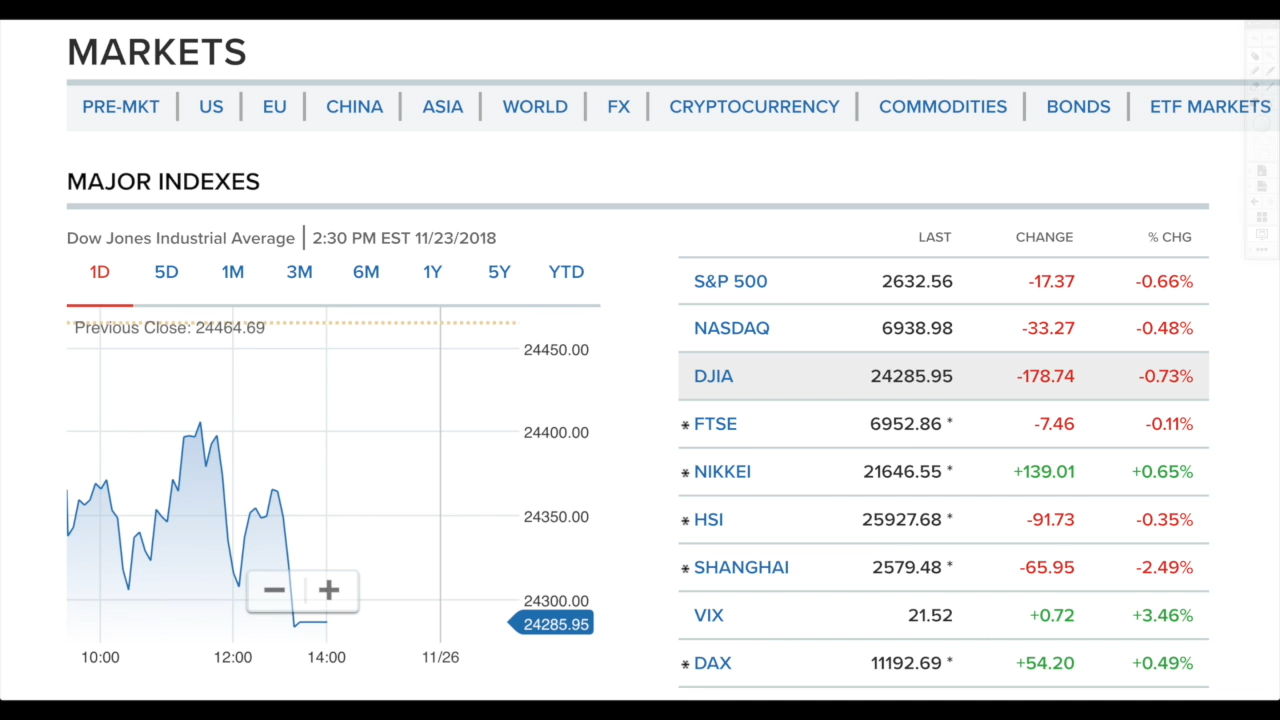 MARKETS
PRE-MKT | US | EU | CHINA | ASIA | WORLD | FX | CRYPTOCURRENCY | COMMODITIES | BONDS | ETF MARKETS
MAJOR INDEXES
Dow Jones Industrial Average | 2:30 PM EST 11/23/2018
1D 5D 1M 3M 6M 1Y 5Y YTD
Previous Close: 24464.69
24450.00
24400.00
24350.00
24300.00
24285.95
10:00 12:00 14:00 11/26
LAST CHANGE % CHG
S&P 500 2632.56 -17.37 -0.66%
NASDAQ 6938.98 -33.27 -0.48%
DJIA 24285.95 -178.74 -0.73%
* FTSE 6952.86 * -7.46 -0.11%
* NIKKEI 21646.55 * +139.01 +0.65%
* HSI 25927.68 * -91.73 -0.35%
* SHANGHAI 2579.48 * -65.95 -2.49%
VIX 21.52 +0.72 +3.46%
* DAX 11192.69 * +54.20 +0.49%